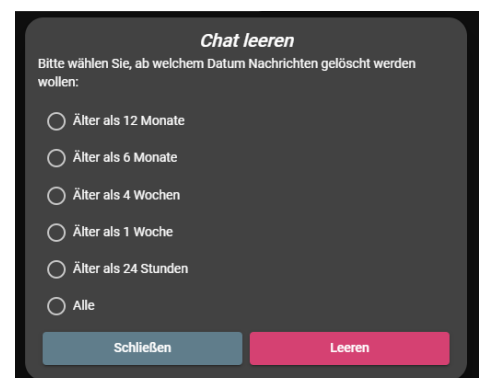 Chat leeren
Bitte wählen Sie, ab welchem Datum Nachrichten gelöscht werden
wollen:
Älter als 12 Monate
Älter als 6 Monate
Älter als 4 Wochen
Älter als 1 Woche
Älter als 24 Stunden
Alle
Schließen
Leeren